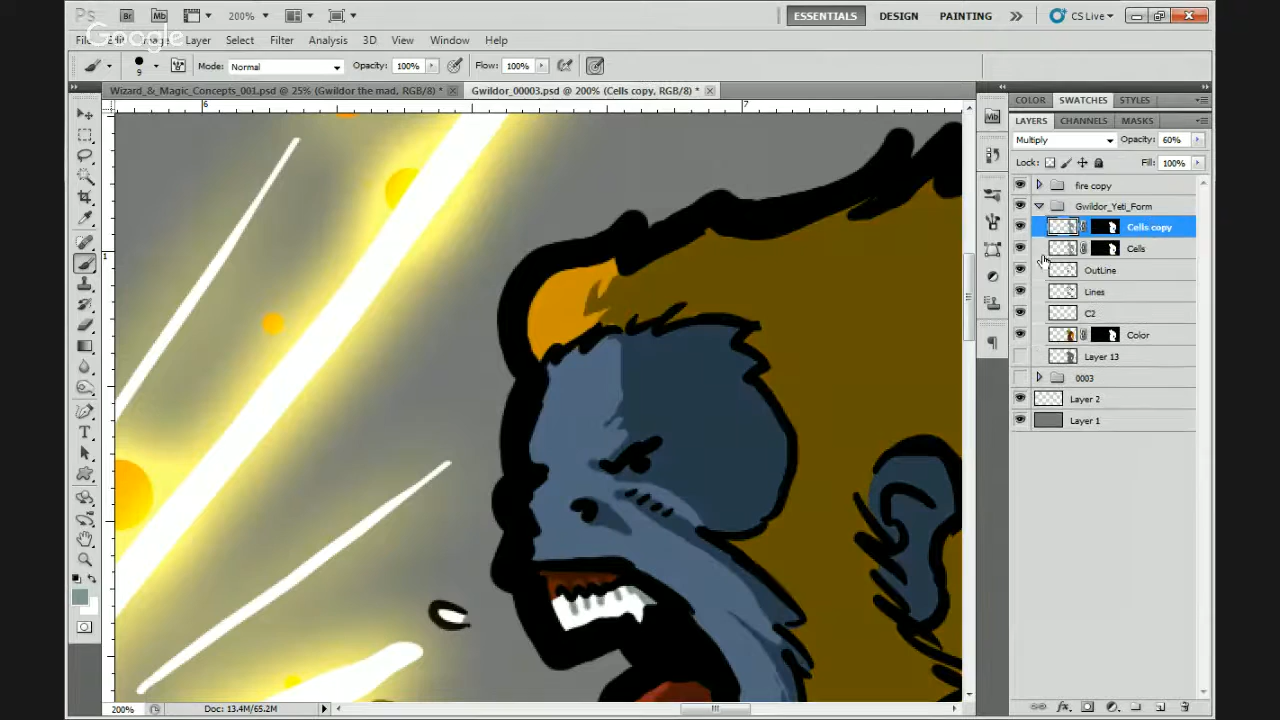 Ps Br Mb 200% ESSENTIALS DESIGN PAINTING CS Live
Google
File Edit Image Layer Select Filter Analysis 3D View Window Help
9 Mode: Normal Opacity: 100% Flow: 100%
Wizard_&_Magic_Concepts_001.psd @ 25% (Gwildor the mad, RGB/8) * Gwildor_00003.psd @ 200% (Cells copy, RGB/8) *
COLOR SWATCHES STYLES
6 7
LAYERS CHANNELS MASKS
Multiply Opacity: 60%
Lock: Fill: 100%
fire copy
Gwildor_Yeti_Form
Cells copy
Cells
OutLine
Lines
C2
Color
Layer 13
0003
Layer 2
Layer 1
1
200% Doc: 13.4M/65.2M